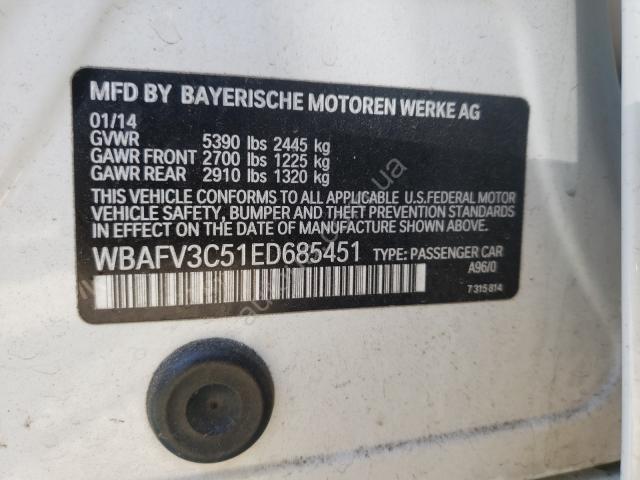 MFD BY BAYERISCHE MOTOREN WERKE AG
01/14
GVWR 5390 lbs 2445 kg
GAWR FRONT 2700 lbs 1225 kg
GAWR REAR 2910 lbs 1320 kg
THIS VEHICLE CONFORMS TO ALL APPLICABLE U.S.FEDERAL MOTOR
VEHICLE SAFETY, BUMPER AND THEFT PREVENTION STANDARDS
IN EFFECT ON THE DATE OF MANUFACTURE SHOWN ABOVE.
WBAFV3C51ED685451 TYPE: PASSENGER CAR
A96/0
7 315 814